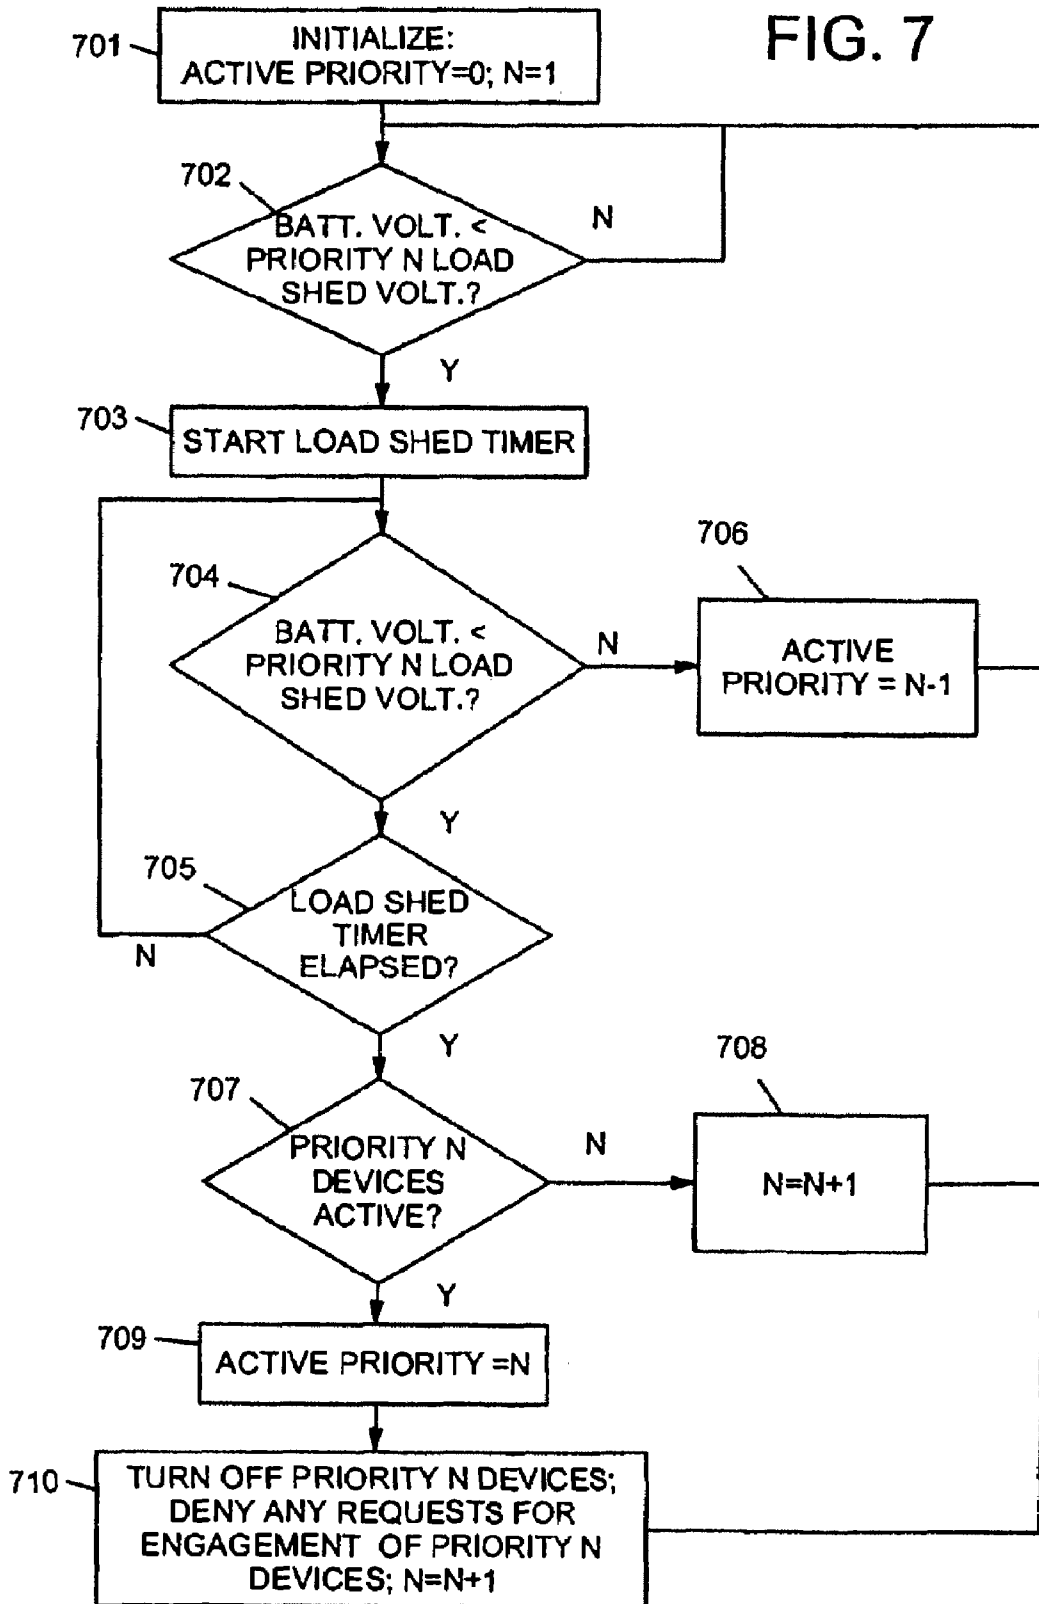 FIG. 7
701
INITIALIZE:
ACTIVE PRIORITY=0; N=1
702
BATT. VOLT. <
PRIORITY N LOAD
SHED VOLT.?
N
Y
703
START LOAD SHED TIMER
704
BATT. VOLT. <
PRIORITY N LOAD
SHED VOLT.?
N
706
ACTIVE
PRIORITY = N-1
Y
705
LOAD SHED
TIMER
ELAPSED?
N
Y
707
PRIORITY N
DEVICES
ACTIVE?
N
708
N=N+1
Y
709
ACTIVE PRIORITY =N
710
TURN OFF PRIORITY N DEVICES;
DENY ANY REQUESTS FOR
ENGAGEMENT OF PRIORITY N
DEVICES; N=N+1